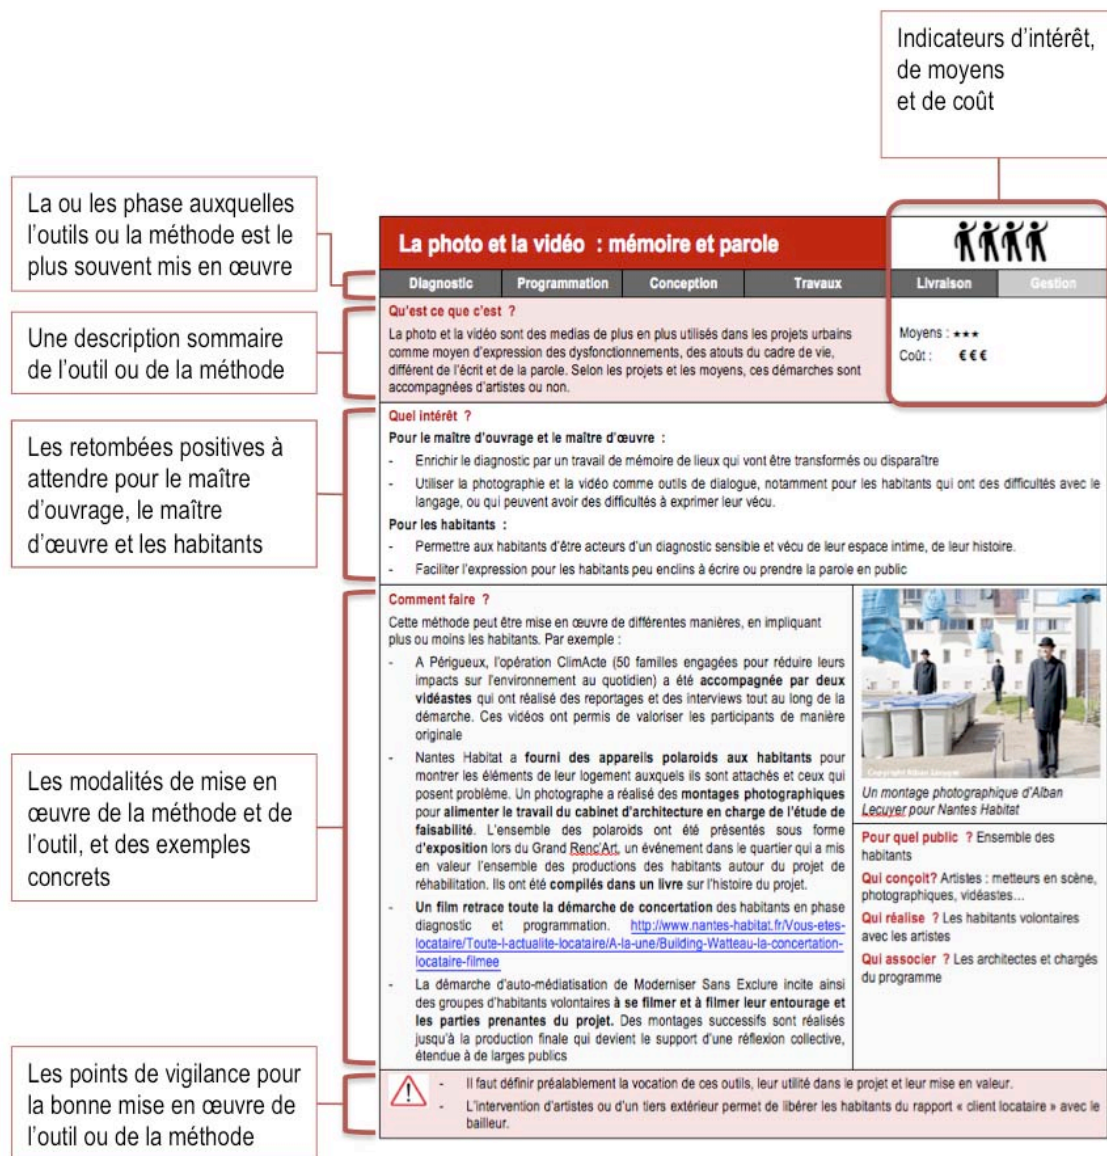 Indicateurs d'intérêt,
de moyens
et de coût
La ou les phase auxquelles
l'outils ou la méthode est le
plus souvent mis en œuvre
Une description sommaire
de l'outil ou de la méthode
Les retombées positives à
attendre pour le maître
d'ouvrage, le maître
d'œuvre et les habitants
Les modalités de mise en
œuvre de la méthode et de
l'outil, et des exemples
concrets
Les points de vigilance pour
la bonne mise en œuvre de
l'outil ou de la méthode
La photo et la vidéo : mémoire et parole
Diagnostic Programmation Conception Travaux Livraison Gestion
Qu'est ce que c'est ?
La photo et la vidéo sont des medias de plus en plus utilisés dans les projets urbains
comme moyen d'expression des dysfonctionnements, des atouts du cadre de vie,
différent de l'écrit et de la parole. Selon les projets et les moyens, ces démarches sont
accompagnées d'artistes ou non.
Moyens : ★★★
Coût : €€€
Quel intérêt ?
Pour le maître d'ouvrage et le maître d'œuvre :
- Enrichir le diagnostic par un travail de mémoire de lieux qui vont être transformés ou disparaître
- Utiliser la photographie et la vidéo comme outils de dialogue, notamment pour les habitants qui ont des difficultés avec le
langage, ou qui peuvent avoir des difficultés à exprimer leur vécu.
Pour les habitants :
- Permettre aux habitants d'être acteurs d'un diagnostic sensible et vécu de leur espace intime, de leur histoire.
- Faciliter l'expression pour les habitants peu enclins à écrire ou prendre la parole en public
Comment faire ?
Cette méthode peut être mise en œuvre de différentes manières, en impliquant
plus ou moins les habitants. Par exemple :
- A Périgueux, l'opération ClimActe (50 familles engagées pour réduire leurs
impacts sur l'environnement au quotidien) a été accompagnée par deux
vidéastes qui ont réalisé des reportages et des interviews tout au long de la
démarche. Ces vidéos ont permis de valoriser les participants de manière
originale
- Nantes Habitat a fourni des appareils polaroids aux habitants pour
montrer les éléments de leur logement auxquels ils sont attachés et ceux qui
posent problème. Un photographe a réalisé des montages photographiques
pour alimenter le travail du cabinet d'architecture en charge de l'étude de
faisabilité. L'ensemble des polaroids ont été présentés sous forme
d'exposition lors du Grand Renc'Art, un événement dans le quartier qui a mis
en valeur l'ensemble des productions des habitants autour du projet de
réhabilitation. Ils ont été compilés dans un livre sur l'histoire du projet.
- Un film retrace toute la démarche de concertation des habitants en phase
diagnostic et programmation. http://www.nantes-habitat.fr/Vous-etes-
locataire/Toute-l-actualite-locataire/A-la-une/Building-Watteau-la-concertation-
locataire-filmee
- La démarche d'auto-médiatisation de Moderniser Sans Exclure incite ainsi
des groupes d'habitants volontaires à se filmer et à filmer leur entourage et
les parties prenantes du projet. Des montages successifs sont réalisés
jusqu'à la production finale qui devient le support d'une réflexion collective,
étendue à de larges publics
Copyright Alban Lecuyer
Un montage photographique d'Alban
Lecuyer pour Nantes Habitat
Pour quel public ? Ensemble des
habitants
Qui conçoit? Artistes : metteurs en scène,
photographiques, vidéastes…
Qui réalise ? Les habitants volontaires
avec les artistes
Qui associer ? Les architectes et chargés
du programme
- Il faut définir préalablement la vocation de ces outils, leur utilité dans le projet et leur mise en valeur.
- L'intervention d'artistes ou d'un tiers extérieur permet de libérer les habitants du rapport « client locataire » avec le
bailleur.